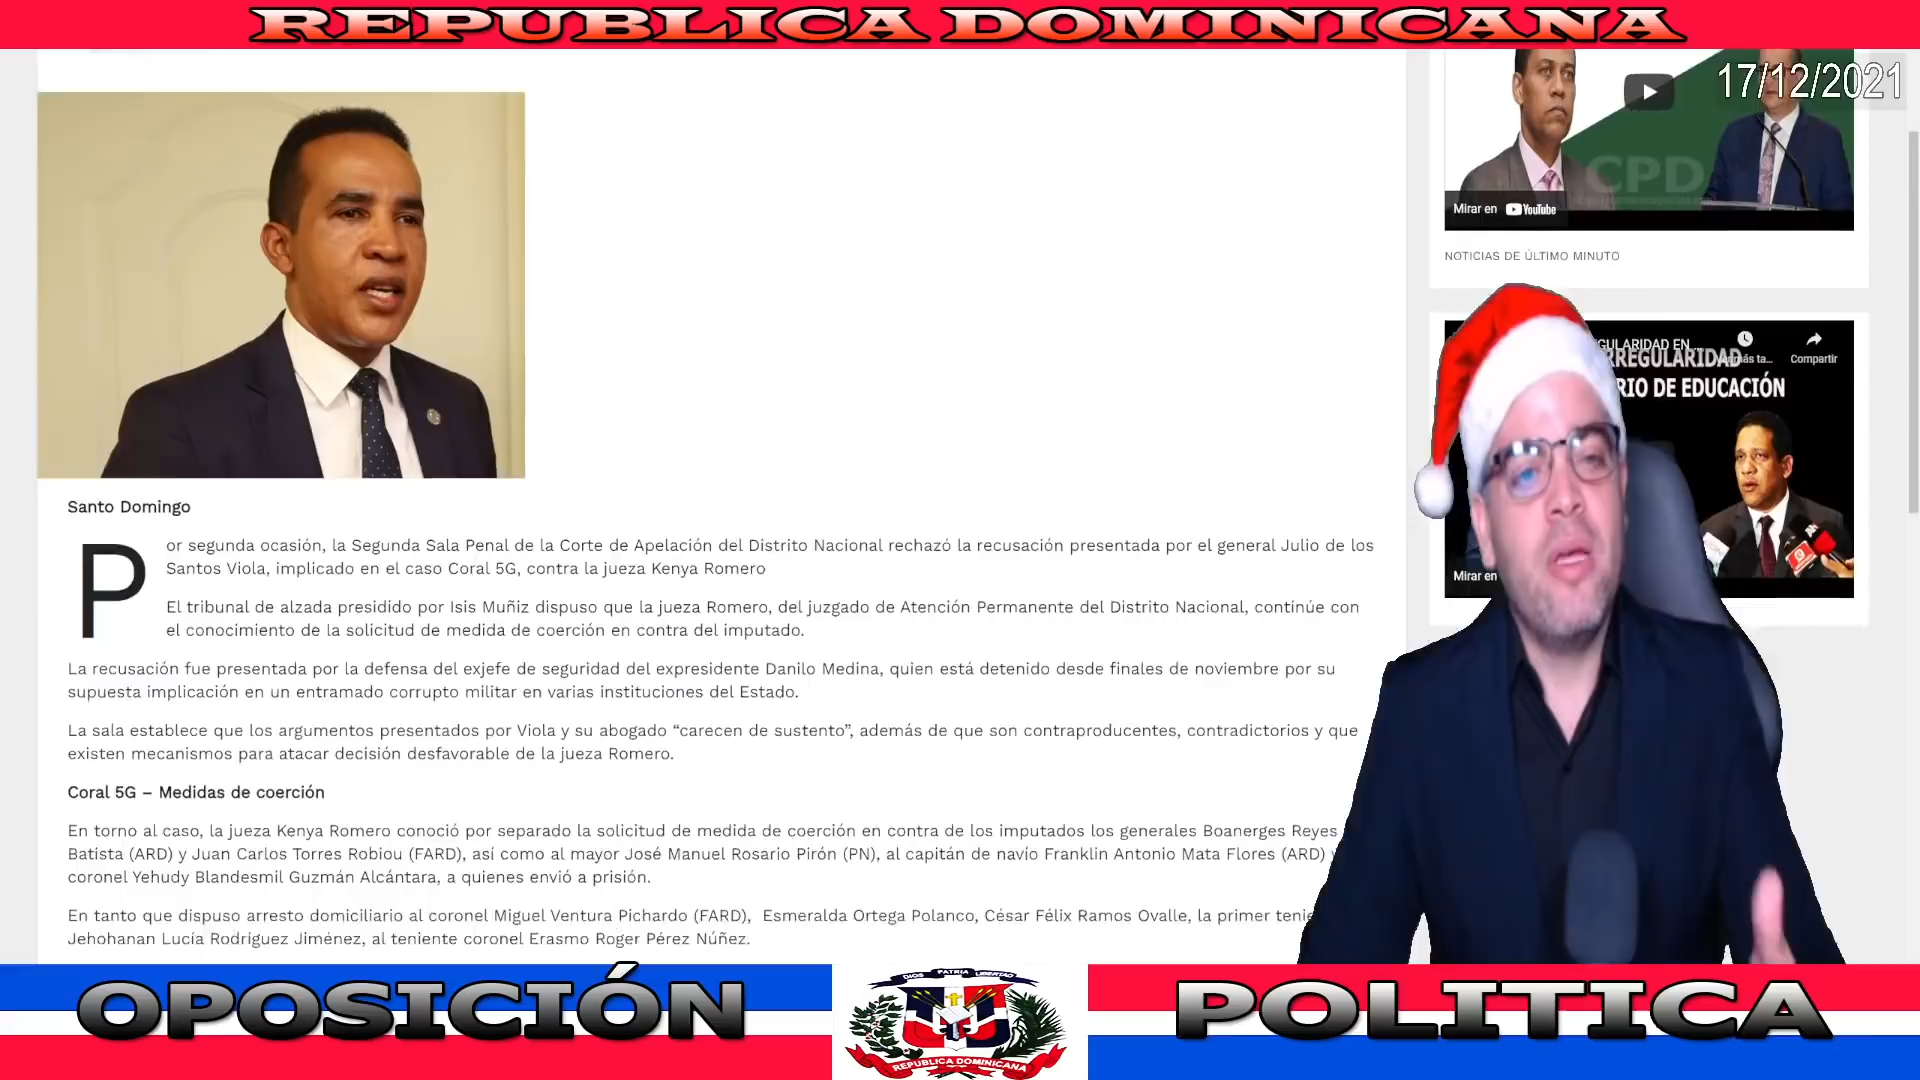 REPUBLICA DOMINICANA
17/12/2021
CPD
Mirar en YouTube
NOTICIAS DE ÚLTIMO MINUTO
GULARIDAD EN...
RREGULARIDAD
RIO DE EDUCACIÓN
Compartir
Mirar en
Santo Domingo
Por segunda ocasión, la Segunda Sala Penal de la Corte de Apelación del Distrito Nacional rechazó la recusación presentada por el general Julio de los
Santos Viola, implicado en el caso Coral 5G, contra la jueza Kenya Romero
El tribunal de alzada presidido por Isis Muñiz dispuso que la jueza Romero, del juzgado de Atención Permanente del Distrito Nacional, continúe con
el conocimiento de la solicitud de medida de coerción en contra del imputado.
La recusación fue presentada por la defensa del exjefe de seguridad del expresidente Danilo Medina, quien está detenido desde finales de noviembre por su
supuesta implicación en un entramado corrupto militar en varias instituciones del Estado.
La sala establece que los argumentos presentados por Viola y su abogado “carecen de sustento”, además de que son contraproducentes, contradictorios y que
existen mecanismos para atacar decisión desfavorable de la jueza Romero.
Coral 5G – Medidas de coerción
En torno al caso, la jueza Kenya Romero conoció por separado la solicitud de medida de coerción en contra de los imputados los generales Boanerges Reyes
Batista (ARD) y Juan Carlos Torres Robiou (FARD), así como al mayor José Manuel Rosario Pirón (PN), al capitán de navío Franklin Antonio Mata Flores (ARD)
coronel Yehudy Blandesmil Guzmán Alcántara, a quienes envió a prisión.
En tanto que dispuso arresto domiciliario al coronel Miguel Ventura Pichardo (FARD), Esmeralda Ortega Polanco, César Félix Ramos Ovalle, la primer tenie
Jehohanan Lucía Rodríguez Jiménez, al teniente coronel Erasmo Roger Pérez Núñez.
OPOSICIÓN
DIOS PATRIA LIBERTAD
REPUBLICA DOMINICANA
POLITICA